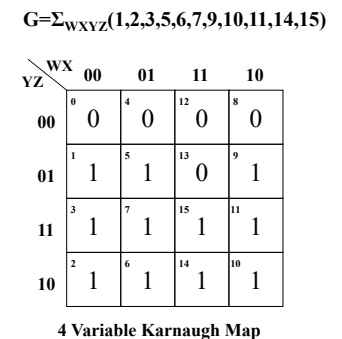 G=Σ_WXYZ(1,2,3,5,6,7,9,10,11,14,15)
WX
YZ 00 01 11 10
0 4 12 8
00 0 0 0 0
1 5 13 9
01 1 1 0 1
3 7 15 11
11 1 1 1 1
2 6 14 10
10 1 1 1 1
4 Variable Karnaugh Map